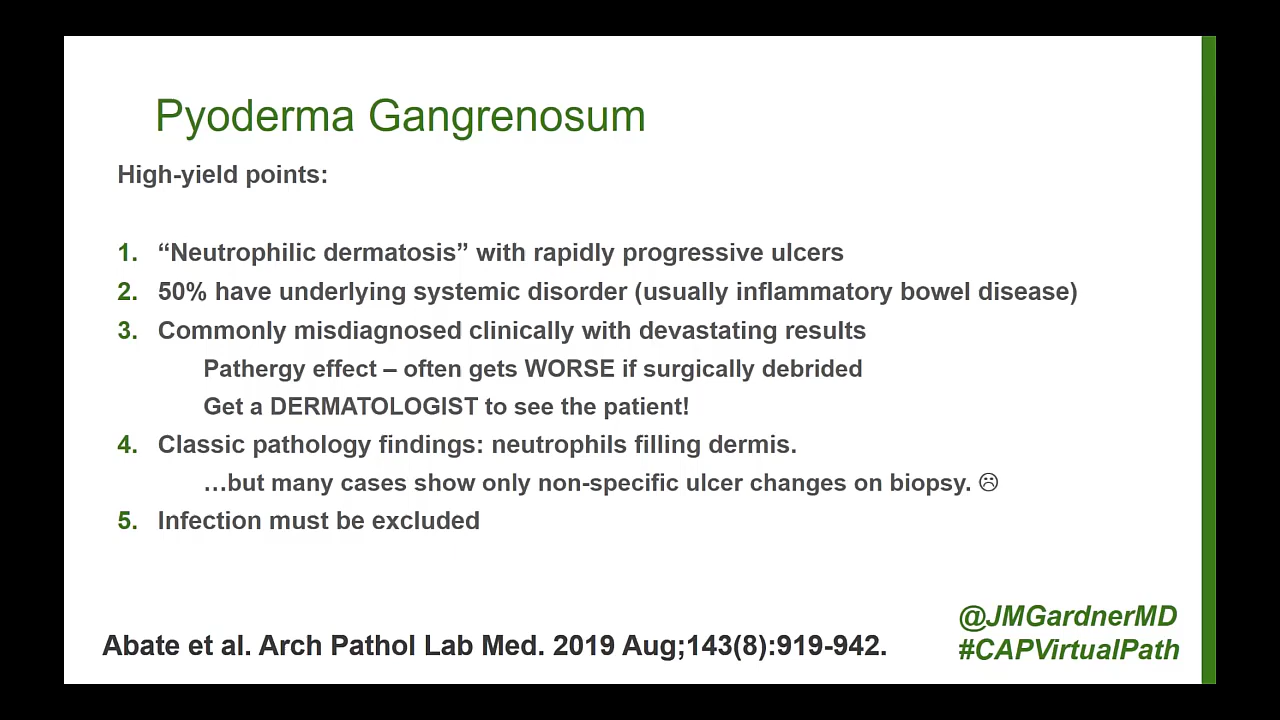 Pyoderma Gangrenosum
High-yield points:
1. “Neutrophilic dermatosis” with rapidly progressive ulcers
2. 50% have underlying systemic disorder (usually inflammatory bowel disease)
3. Commonly misdiagnosed clinically with devastating results
Pathergy effect – often gets WORSE if surgically debrided
Get a DERMATOLOGIST to see the patient!
4. Classic pathology findings: neutrophils filling dermis.
…but many cases show only non-specific ulcer changes on biopsy. ☹
5. Infection must be excluded
Abate et al. Arch Pathol Lab Med. 2019 Aug;143(8):919-942.
@JMGardnerMD
#CAPVirtualPath